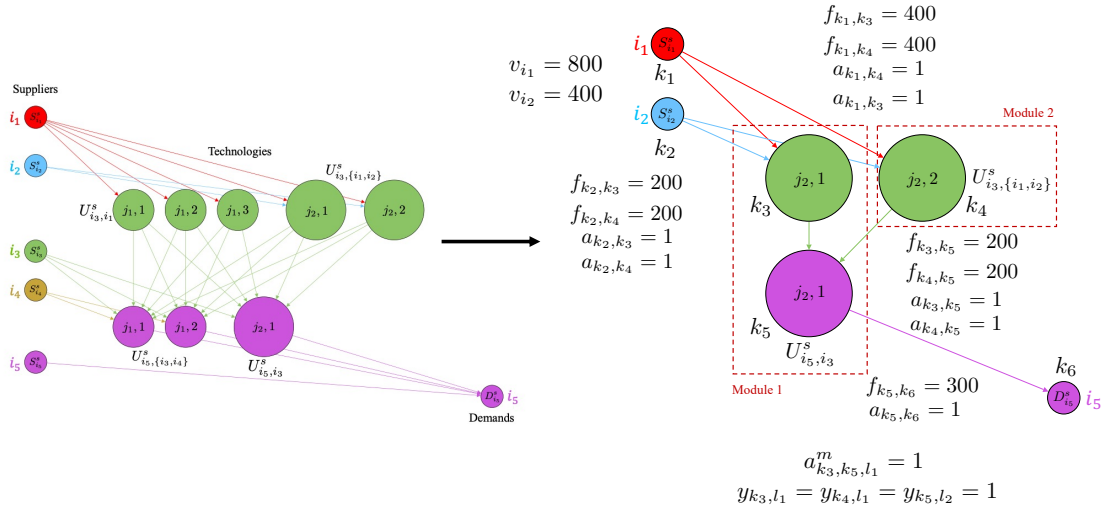 Suppliers
i₁ S^s_{i₁}
i₂ S^s_{i₂}
Technologies
U^s_{i₃,{i₁,i₂}}
U^s_{i₃,i₁}
j₁, 1
j₁, 2
j₁, 3
j₂, 1
j₂, 2
i₃ S^s_{i₃}
i₄ S^s_{i₄}
j₁, 1
j₁, 2
j₂, 1
U^s_{i₅,{i₃,i₄}}
U^s_{i₅,i₃}
i₅ S^s_{i₅}
D^s_{i₅} i₅
Demands
v_{i₁} = 800
v_{i₂} = 400
i₁ S^s_{i₁}
k₁
i₂ S^s_{i₂}
k₂
f_{k₁,k₃} = 400
f_{k₁,k₄} = 400
a_{k₁,k₄} = 1
a_{k₁,k₃} = 1
Module 2
j₂, 1
k₃
j₂, 2
U^s_{i₃,{i₁,i₂}}
k₄
f_{k₂,k₃} = 200
f_{k₂,k₄} = 200
a_{k₂,k₃} = 1
a_{k₂,k₄} = 1
f_{k₃,k₅} = 200
f_{k₄,k₅} = 200
a_{k₃,k₅} = 1
a_{k₄,k₅} = 1
j₂, 1
k₅
U^s_{i₅,i₃}
Module 1
f_{k₅,k₆} = 300
a_{k₅,k₆} = 1
k₆
D^s_{i₅} i₅
a^m_{k₃,k₅,l₁} = 1
y_{k₃,l₁} = y_{k₄,l₁} = y_{k₅,l₂} = 1